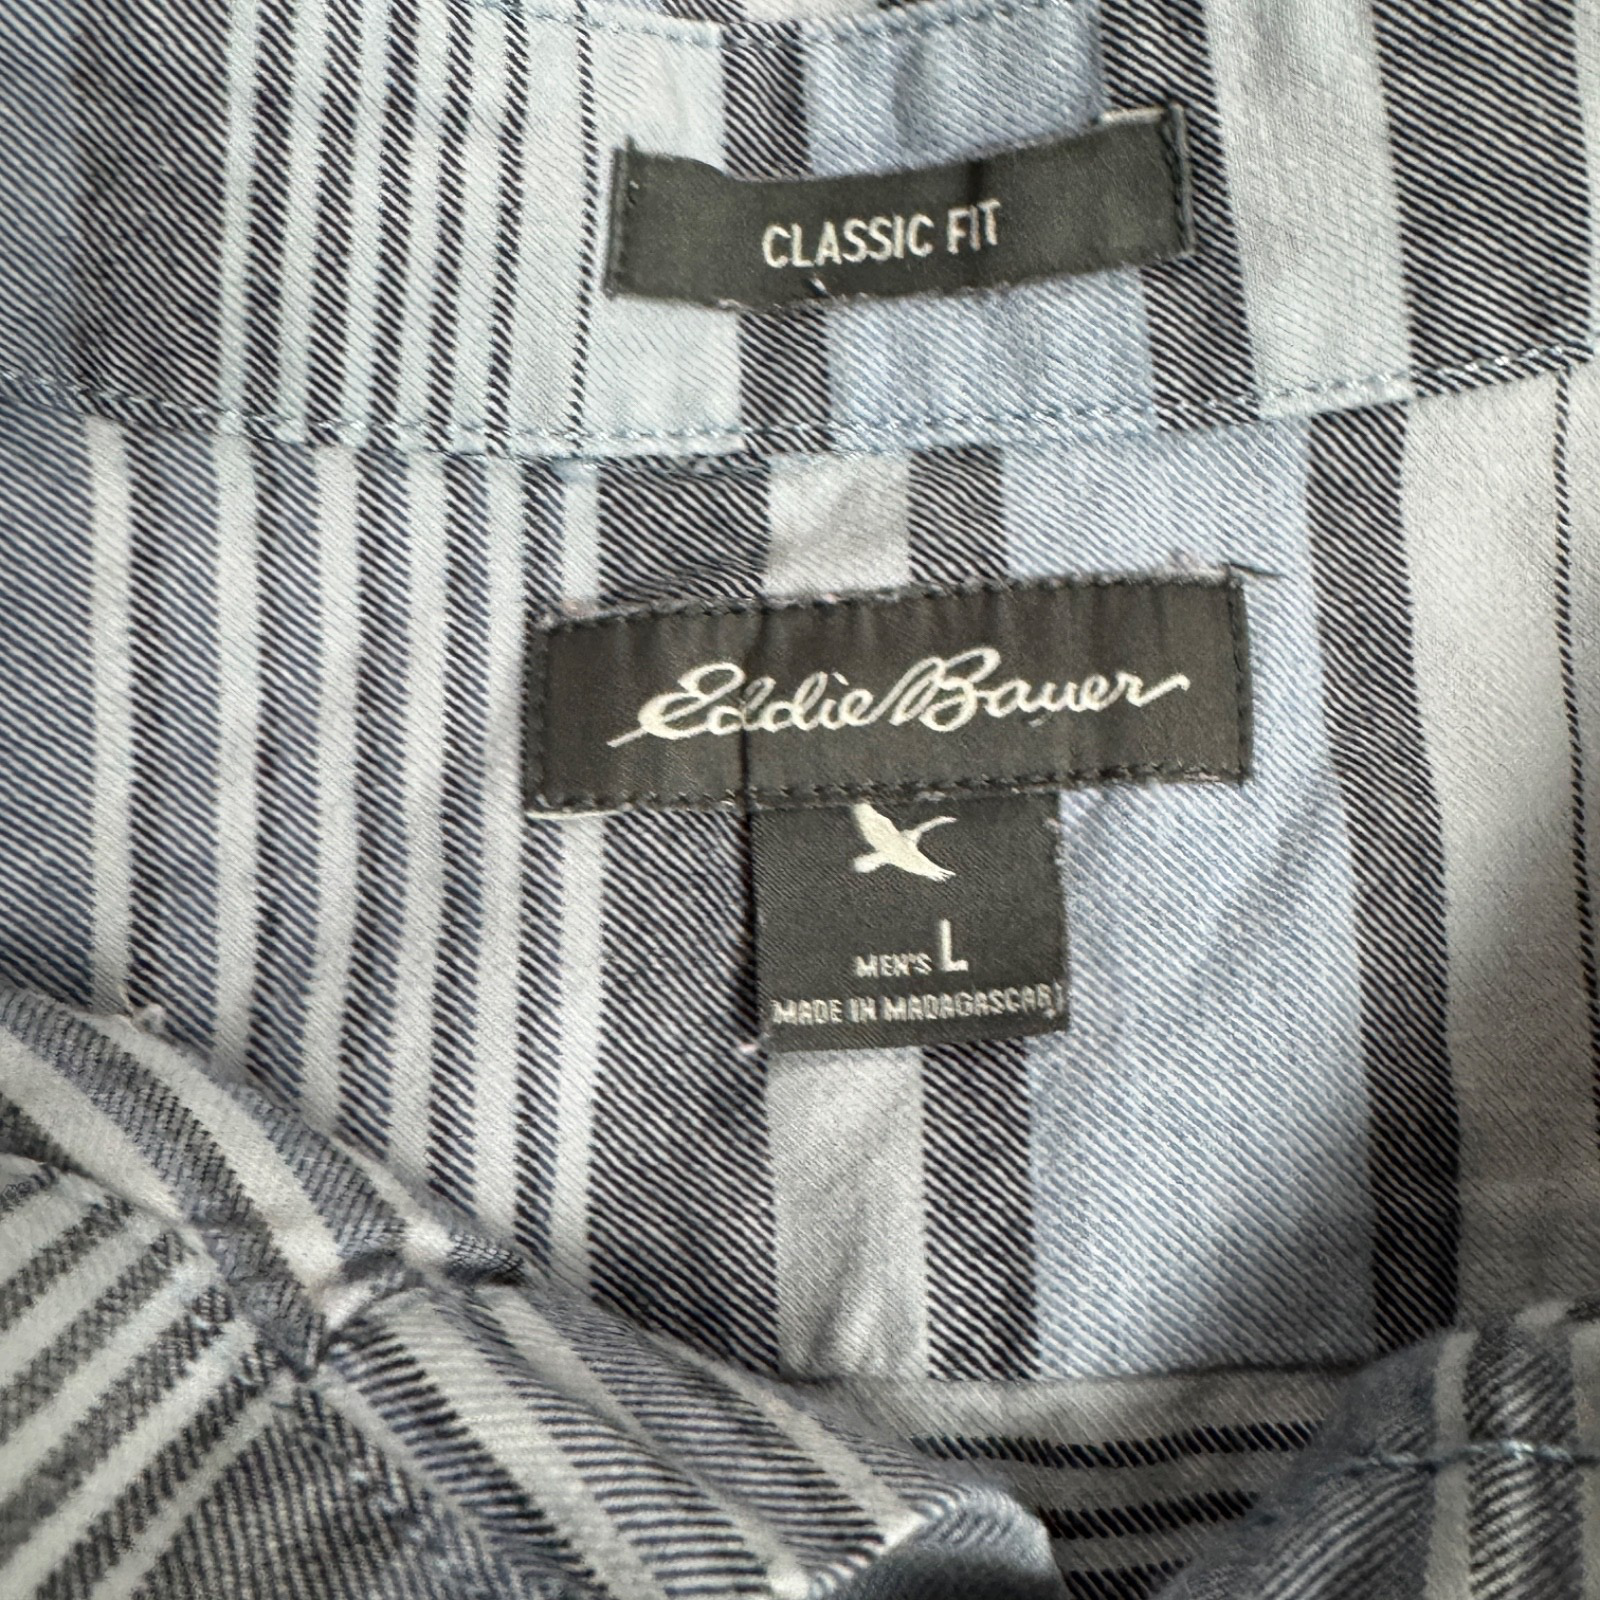 CLASSIC FIT
Eddie Bauer
MEN'S L
MADE IN MADAGASCAR